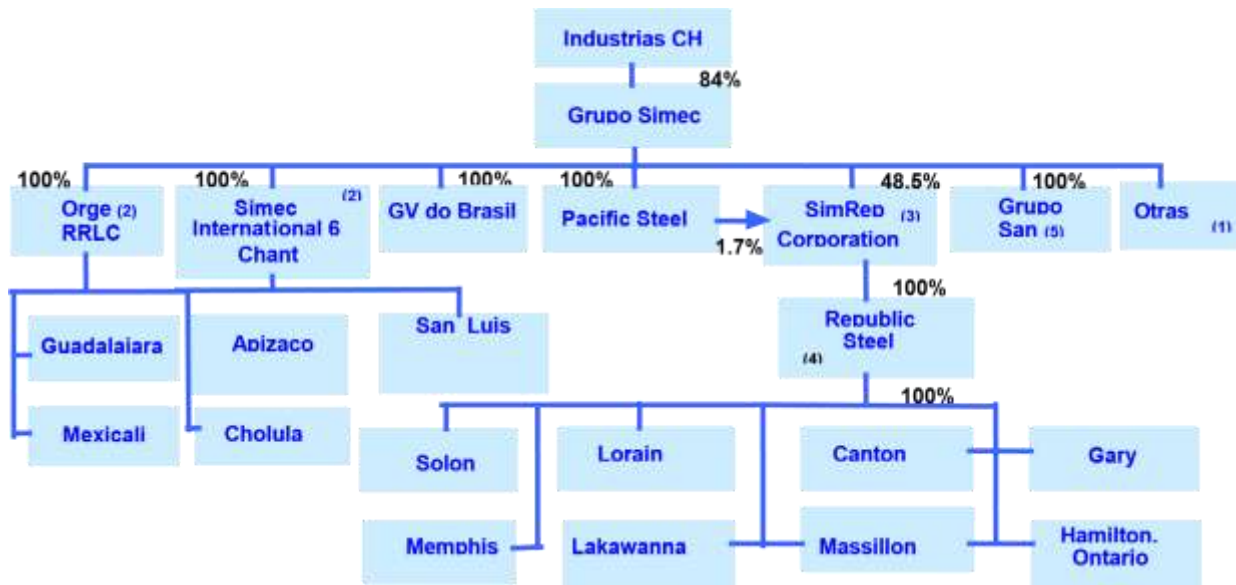 Industrias CH
84%
Grupo Simec
100%
100%
100%
100%
48.5%
100%
Orge (2)
RRLC
(2)
Simec
International 6
Chant
GV do Brasil
Pacific Steel
1.7%
SimRep (3)
Corporation
Grupo
San (5)
Otras
(1)
100%
Republic
Steel
(4)
100%
Guadalajara
Apizaco
San Luis
Mexicali
Cholula
Solon
Lorain
Canton
Gary
Memphis
Lakawanna
Massillon
Hamilton.
Ontario